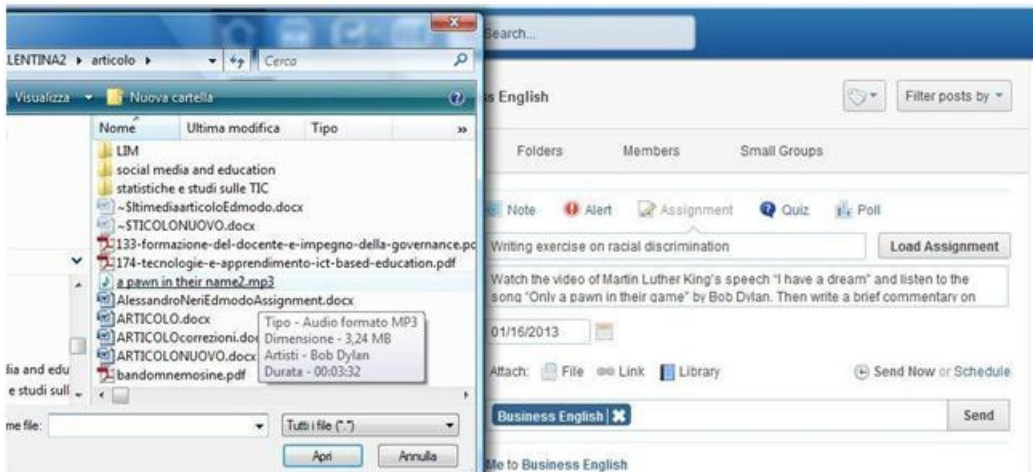 LENTINA2 ▸ articolo ▸
Cerca
Visualizza
Nuova cartella
Nome
Ultima modifica
Tipo
»
LIM
social media and education
statistiche e studi sulle TIC
~$ltimediaarticoloEdmodo.docx
~$TICOLONUOVO.docx
133-formazione-del-docente-e-impegno-della-governance.pd
174-tecnologie-e-apprendimento-ict-based-education.pdf
a pawn in their name2.mp3
AlessandroNeriEdmodoAssignment.docx
ARTICOLO.docx
ARTICOLOcorrezioni.do
ARTICOLONUOVO.docx
bandomnemosine.pdf
Tipo - Audio formato MP3
Dimensione - 3,24 MB
Artisti - Bob Dylan
Durata - 00:03:32
dia and edu
e studi sull
me file:
Tutti i file (*.*)
Apri
Annulla
Search...
ss English
Filter posts by
Folders
Members
Small Groups
Note
Alert
Assignment
Quiz
Poll
Writing exercise on racial discrimination
Load Assignment
Watch the video of Martin Luther King's speech "I have a dream" and listen to the
song "Only a pawn in their game" by Bob Dylan. Then write a brief commentary on
01/16/2013
Attach:
File
Link
Library
Send Now or Schedule
Business English
Send
Me to Business English